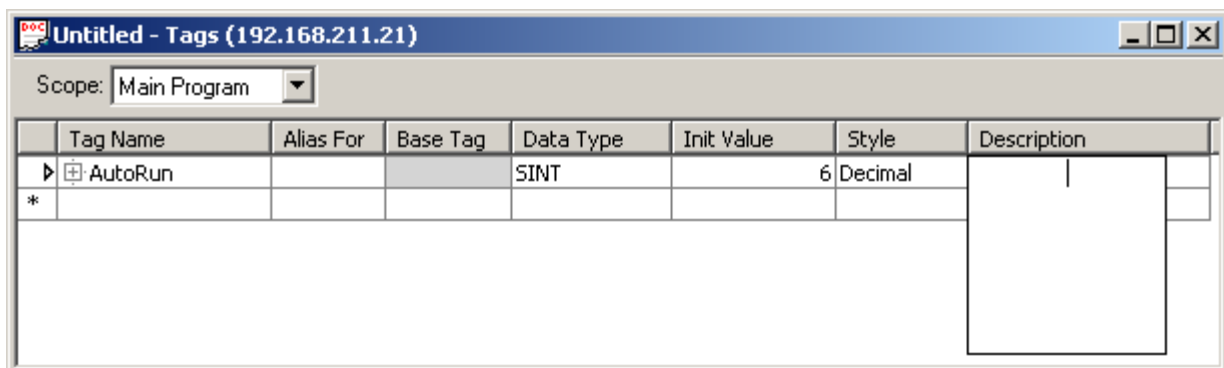 DOC
Untitled - Tags (192.168.211.21)
Scope: Main Program
Tag Name Alias For Base Tag Data Type Init Value Style Description
AutoRun SINT 6 Decimal
*